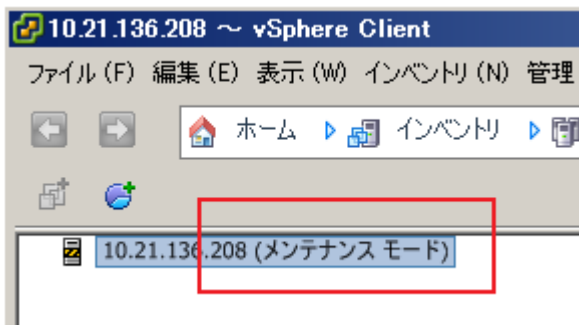 10.21.136.208 ～ vSphere Client
ファイル(F) 編集(E) 表示(W) インベントリ(N) 管理
ホーム インベントリ
10.21.136.208 (メンテナンス モード)